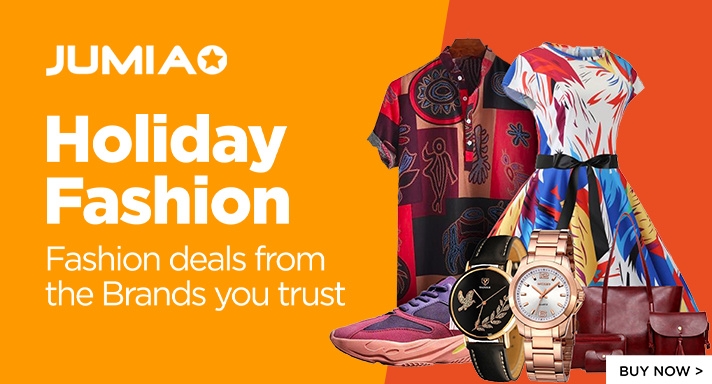 JUMIA
Holiday
Fashion
Fashion deals from
the Brands you trust
BUY NOW >